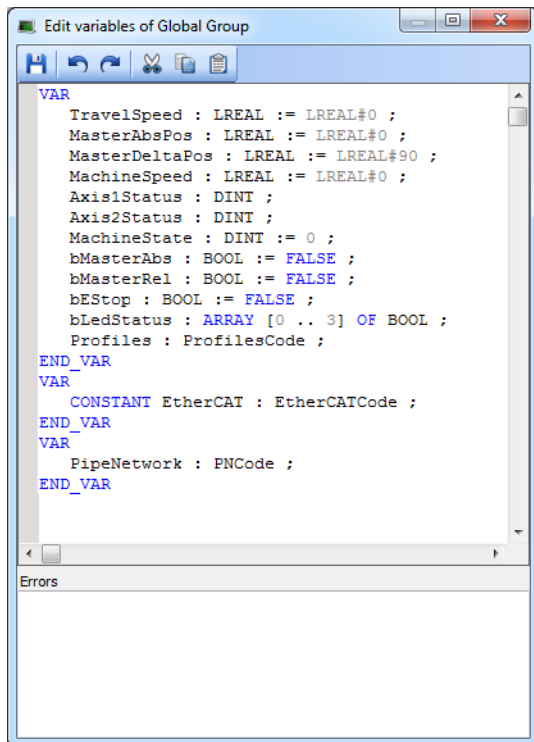 Edit variables of Global Group
VAR
TravelSpeed : LREAL := LREAL#0 ;
MasterAbsPos : LREAL := LREAL#0 ;
MasterDeltaPos : LREAL := LREAL#90 ;
MachineSpeed : LREAL := LREAL#0 ;
Axis1Status : DINT ;
Axis2Status : DINT ;
MachineState : DINT := 0 ;
bMasterAbs : BOOL := FALSE ;
bMasterRel : BOOL := FALSE ;
bEStop : BOOL := FALSE ;
bLedStatus : ARRAY [0 .. 3] OF BOOL ;
Profiles : ProfilesCode ;
END_VAR
VAR
CONSTANT EtherCAT : EtherCATCode ;
END_VAR
VAR
PipeNetwork : PNCode ;
END_VAR
Errors